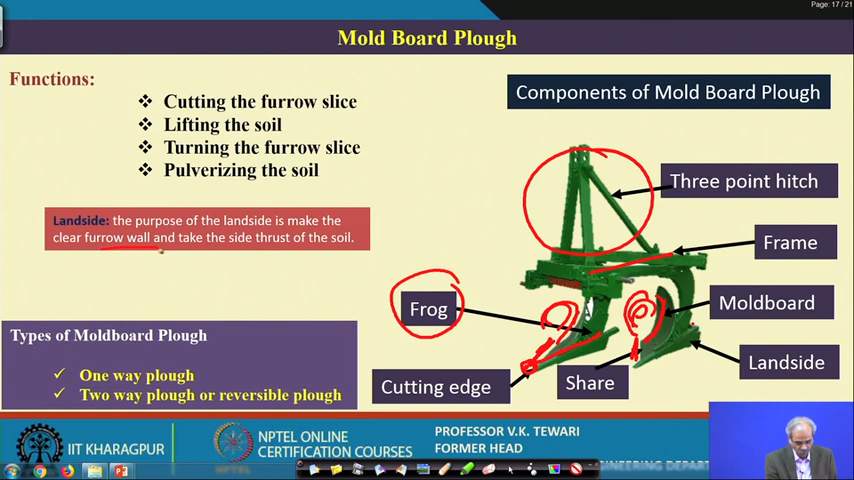 Page: 17 / 21
Mold Board Plough
Functions:
❖ Cutting the furrow slice
❖ Lifting the soil
❖ Turning the furrow slice
❖ Pulverizing the soil
Components of Mold Board Plough
Landside: the purpose of the landside is make the
clear furrow wall and take the side thrust of the soil.
Three point hitch
Frame
Frog
Moldboard
Landside
Cutting edge
Share
Types of Moldboard Plough
✓ One way plough
✓ Two way plough or reversible plough
IIT KHARAGPUR
NPTEL ONLINE
CERTIFICATION COURSES
NPTEL
PROFESSOR V.K. TEWARI
FORMER HEAD
ENGINEERING DEPAR